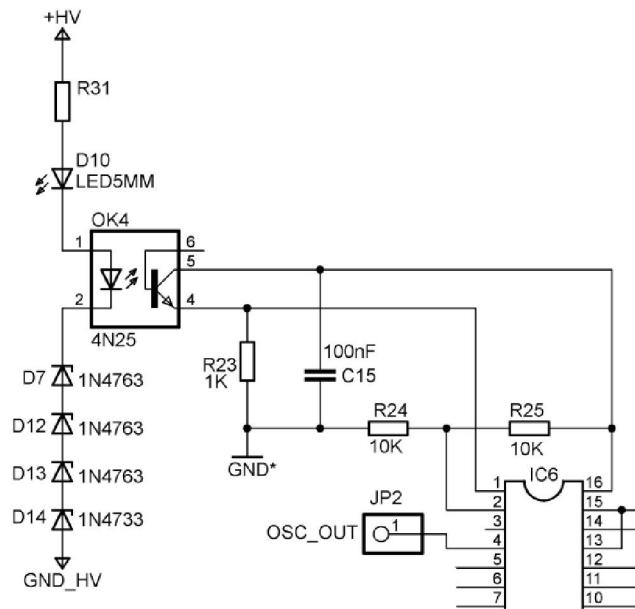 +HV
R31
D10
LED5MM
OK4
1
6
5
2
4
4N25
D7 1N4763
D12 1N4763
D13 1N4763
D14 1N4733
GND_HV
R23
1K
100nF
C15
GND*
R24
10K
R25
10K
IC6
JP2
OSC_OUT
1
1 16
2 15
3 14
4 13
5 12
6 11
7 10